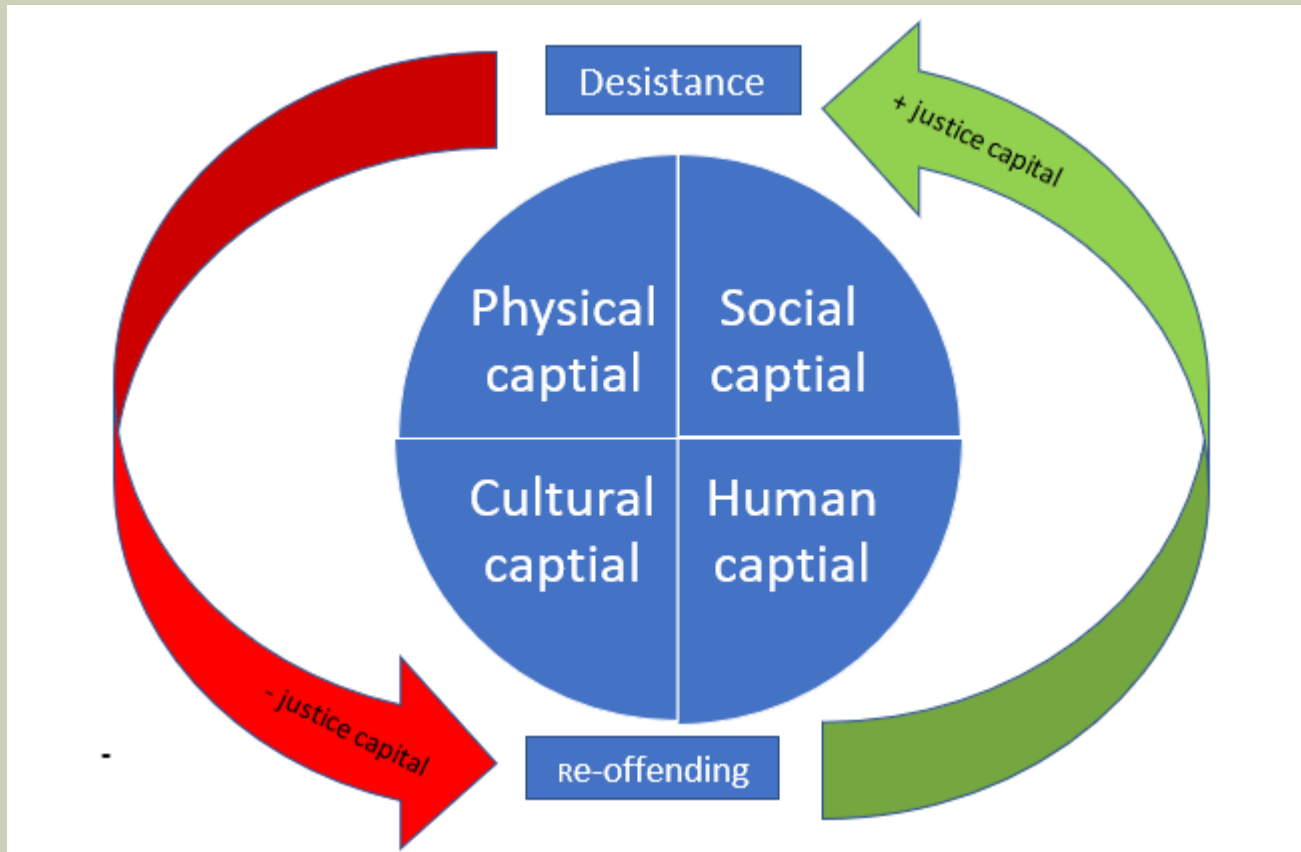 Desistance
+ justice capital
Physical
captial
Social
captial
Cultural
captial
Human
captial
- justice capital
-
Re-offending